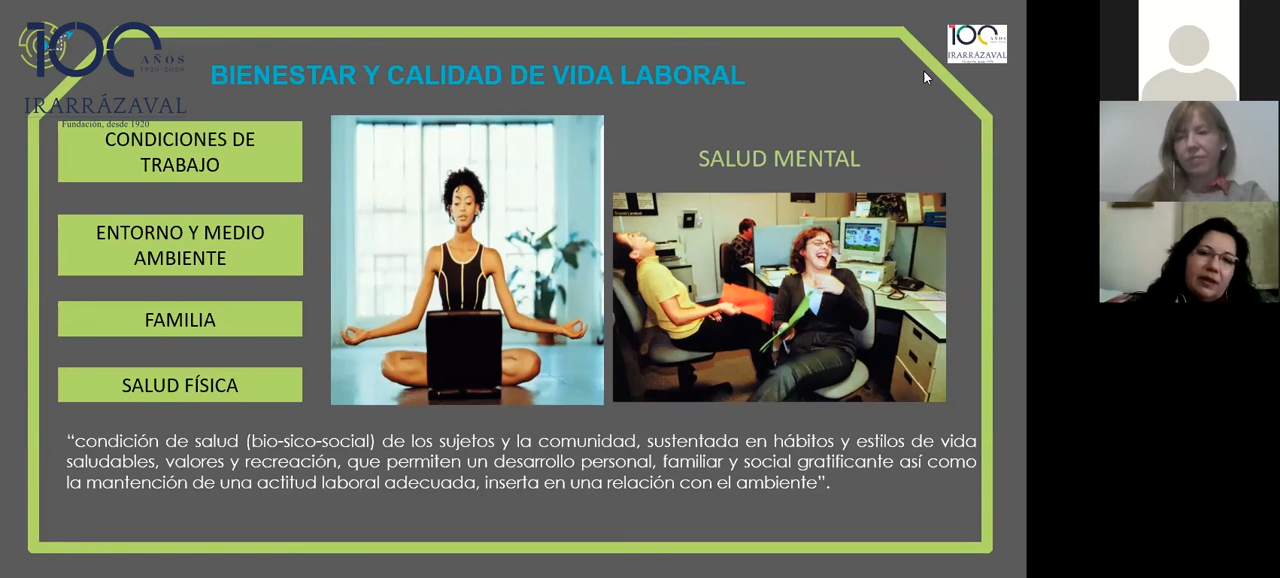 100
AÑOS
1920-2020
IRARRÁZAVAL
Fundación, desde 1920
BIENESTAR Y CALIDAD DE VIDA LABORAL
100
AÑOS
IRARRÁZAVAL
CONDICIONES DE
TRABAJO
ENTORNO Y MEDIO
AMBIENTE
FAMILIA
SALUD FÍSICA
SALUD MENTAL
“condición de salud (bio-sico-social) de los sujetos y la comunidad, sustentada en hábitos y estilos de vida
saludables, valores y recreación, que permiten un desarrollo personal, familiar y social gratificante así como
la mantención de una actitud laboral adecuada, inserta en una relación con el ambiente”.